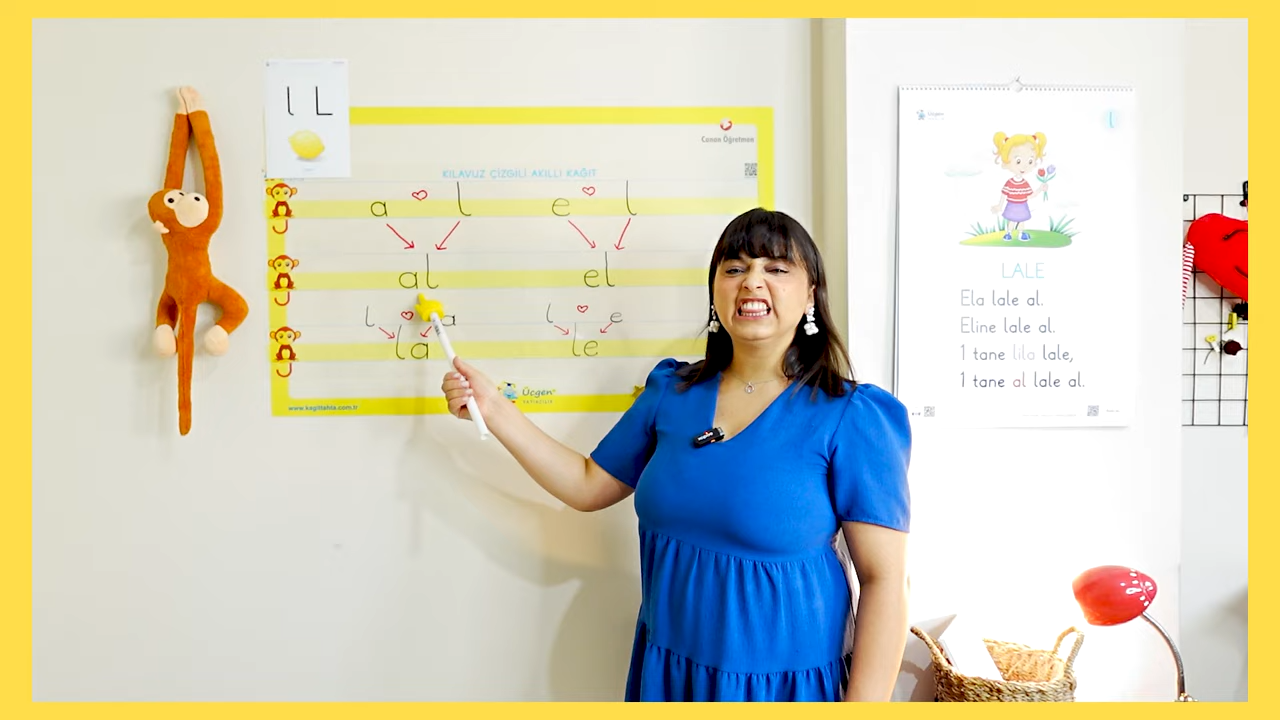 l L
Canan Öğretmen
KILAVUZ ÇİZGİLİ AKILLI KAĞIT
a l e l
al el
l a l e
la le
www.kagittahta.com.tr
Üçgen
Üçgen
l
LALE
Ela lale al.
Eline lale al.
1 tane lila lale,
1 tane al lale al.